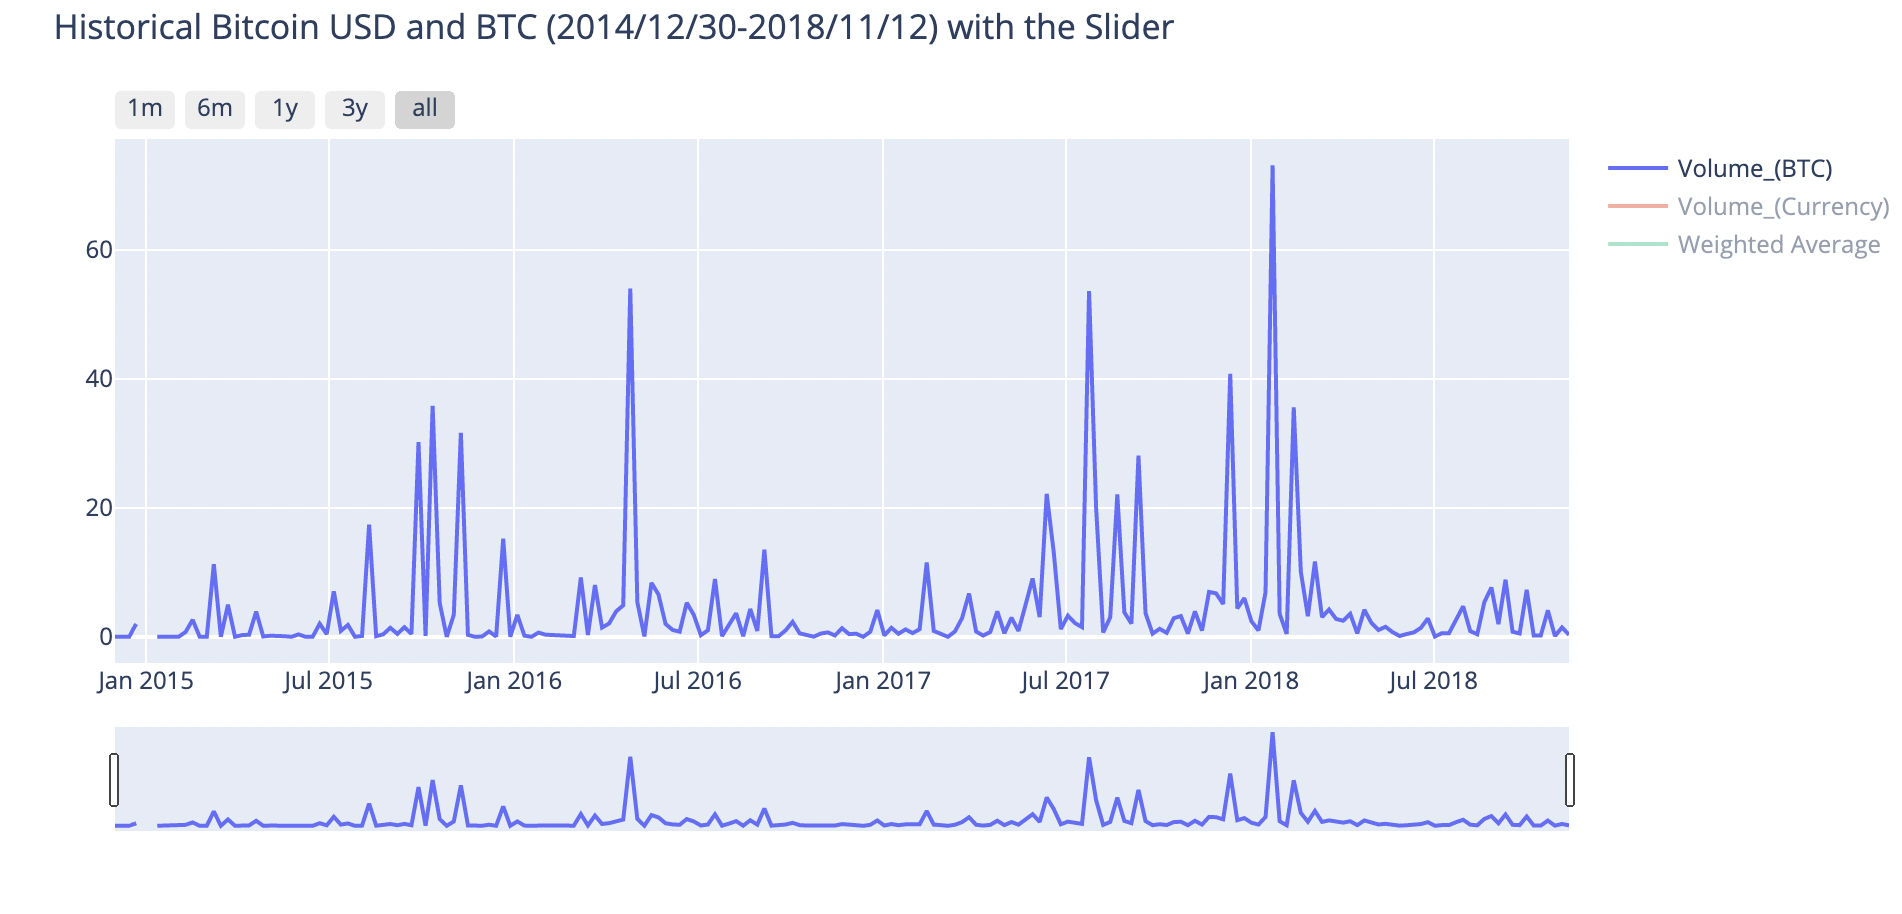 Historical Bitcoin USD and BTC (2014/12/30-2018/11/12) with the Slider
1m 6m 1y 3y all
Volume_(BTC)
Volume_(Currency)
Weighted Average
60
40
20
0
Jan 2015 Jul 2015 Jan 2016 Jul 2016 Jan 2017 Jul 2017 Jan 2018 Jul 2018